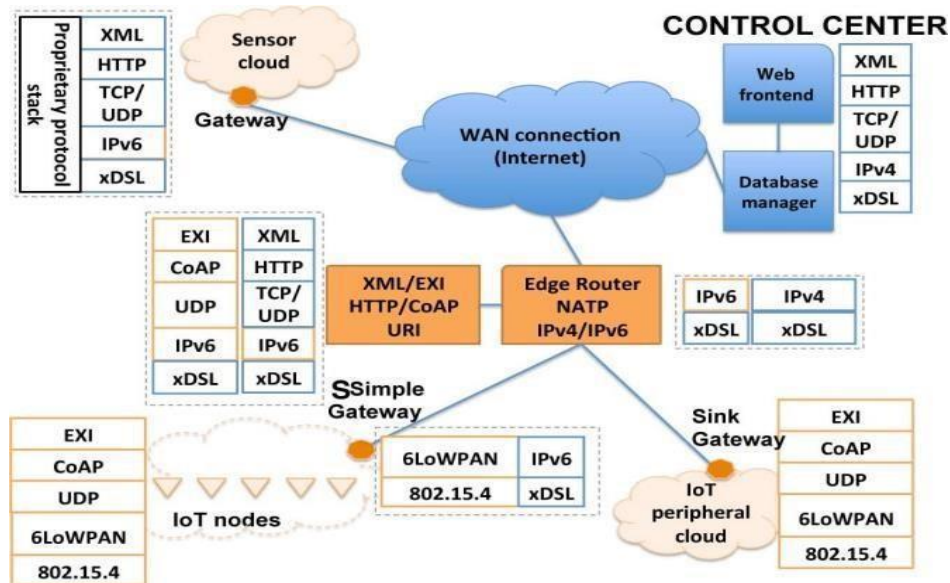 Proprietary protocol
stack
XML
HTTP
TCP/
UDP
IPv6
xDSL
Sensor
cloud
Gateway
WAN connection
(Internet)
CONTROL CENTER
Web
frontend
Database
manager
XML
HTTP
TCP/
UDP
IPv4
xDSL
EXI
CoAP
UDP
IPv6
xDSL
XML
HTTP
TCP/
UDP
IPv6
xDSL
XML/EXI
HTTP/CoAP
URI
Edge Router
NATP
IPv4/IPv6
IPv6
IPv4
xDSL
xDSL
SSimple
Gateway
EXI
CoAP
UDP
6LoWPAN
802.15.4
IoT nodes
6LoWPAN
IPv6
802.15.4
xDSL
Sink
Gateway
IoT
peripheral
cloud
EXI
CoAP
UDP
6LoWPAN
802.15.4